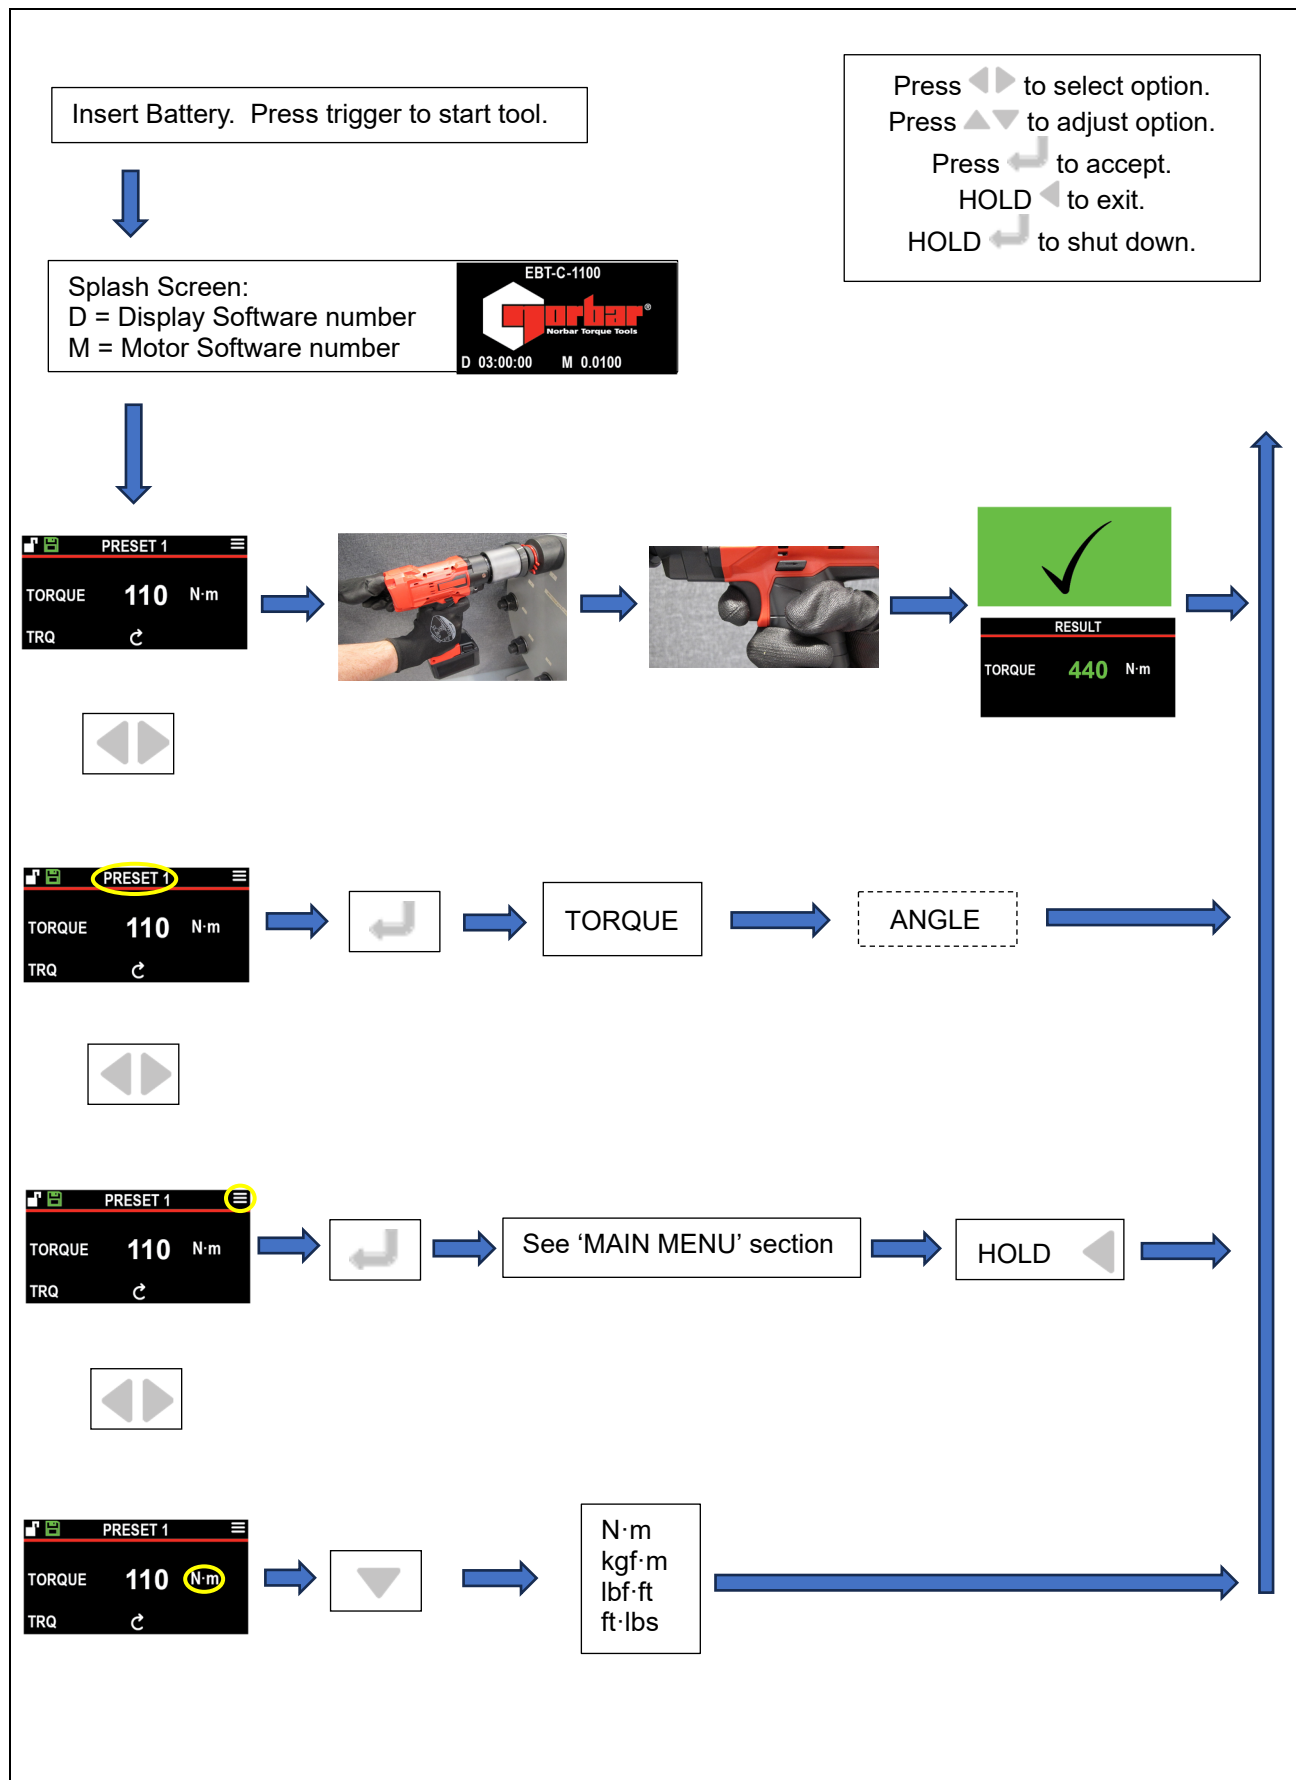 Insert Battery. Press trigger to start tool.
Press to select option.
Press to adjust option.
Press to accept.
HOLD to exit.
HOLD to shut down.
Splash Screen:
D = Display Software number
M = Motor Software number
EBT-C-1100
norbar®
Norbar Torque Tools
D 03:00:00 M 0.0100
PRESET 1
TORQUE 110 N·m
TRQ
RESULT
TORQUE 440 N·m
PRESET 1
TORQUE 110 N·m
TRQ
TORQUE
ANGLE
PRESET 1
TORQUE 110 N·m
TRQ
See ‘MAIN MENU’ section
HOLD
PRESET 1
TORQUE 110 N·m
TRQ
N·m
kgf·m
lbf·ft
ft·lbs